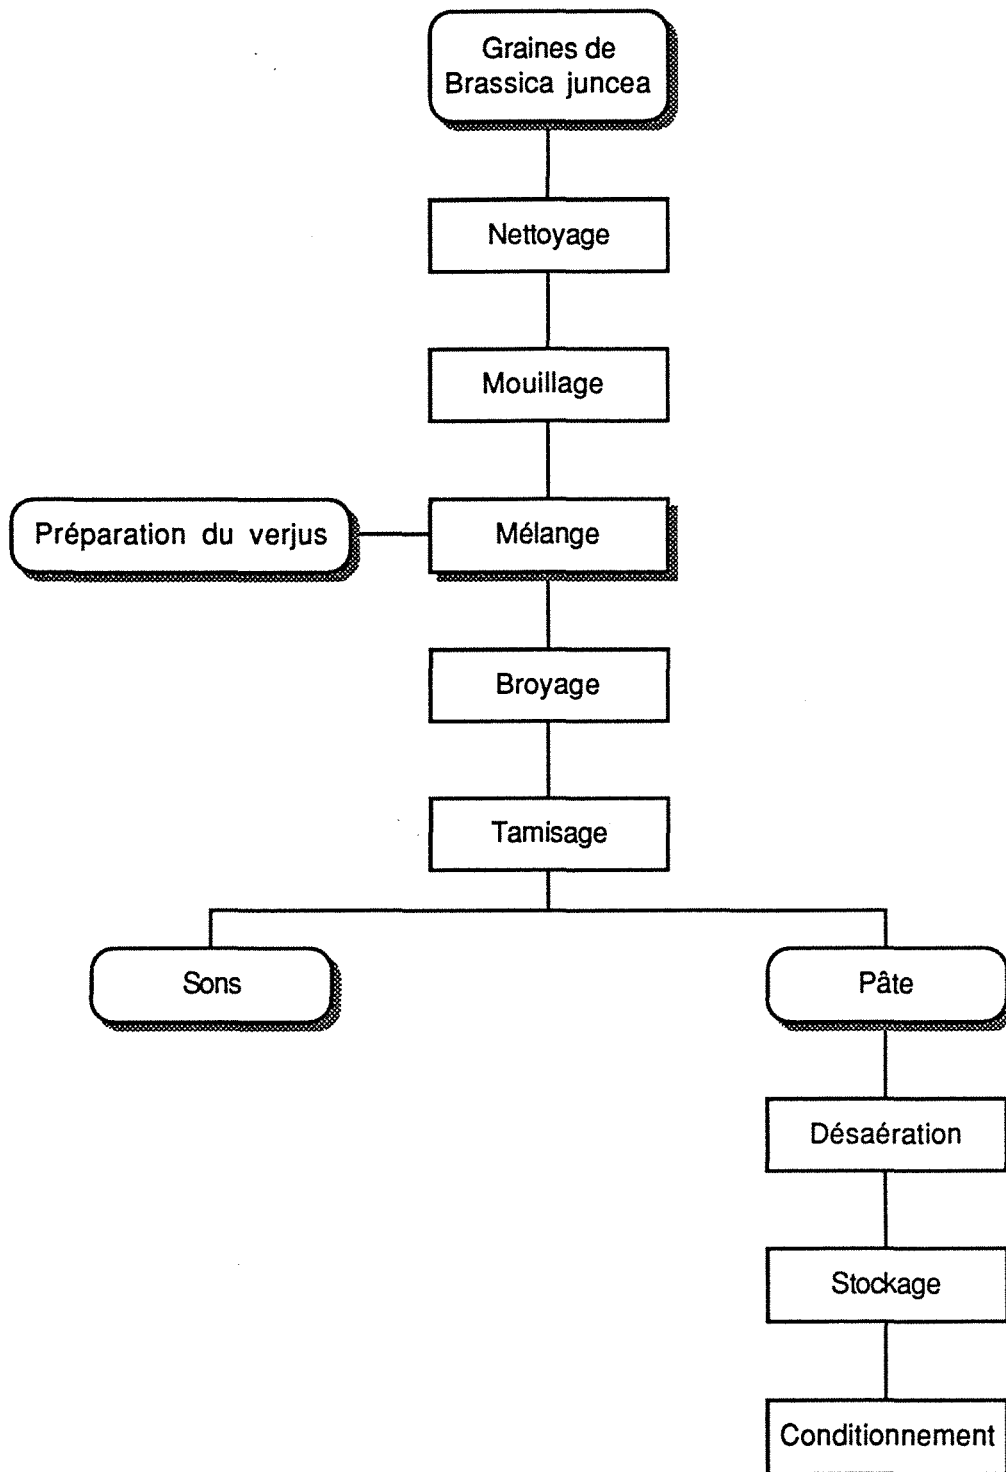 Graines de
Brassica juncea
Nettoyage
Mouillage
Préparation du verjus
Mélange
Broyage
Tamisage
Sons
Pâte
Désaération
Stockage
Conditionnement